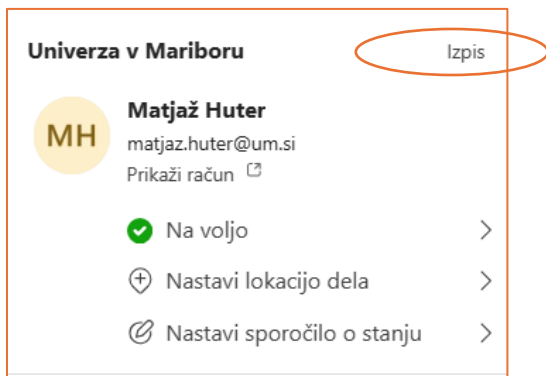 Univerza v Mariboru Izpis
MH
Matjaž Huter
matjaz.huter@um.si
Prikaži račun
Na voljo
Nastavi lokacijo dela
Nastavi sporočilo o stanju